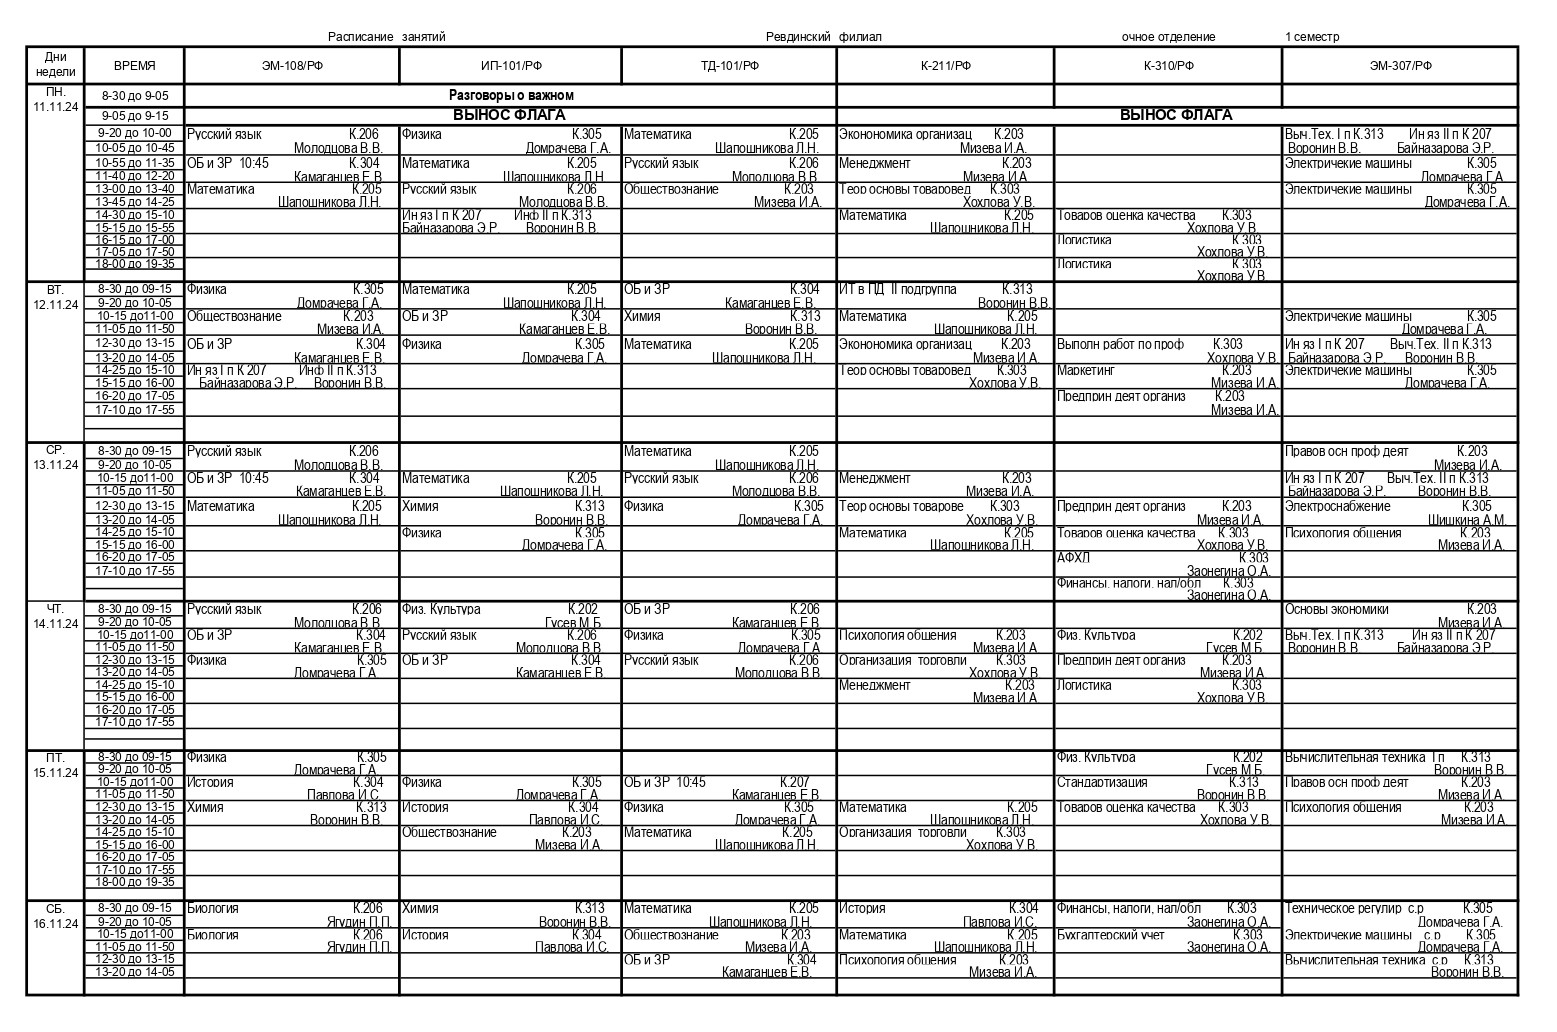 Расписание занятий Ревдинский филиал очное отделение 1 семестр
Дни недели ВРЕМЯ ЭМ-108/РФ ИП-101/РФ ТД-101/РФ К-211/РФ К-310/РФ ЭМ-307/РФ
ПН. 11.11.24
8-30 до 9-05 Разговоры о важном
9-05 до 9-15 ВЫНОС ФЛАГА ВЫНОС ФЛАГА
9-20 до 10-00 Русский язык К.206 Физика К.305 Математика К.205 Эконономика организац К.203 Выч.Тех. I п К.313 Ин яз II п К 207
10-05 до 10-45 Молодцова В.В. Домрачева Г.А. Шапошникова Л.Н. Мизева И.А. Воронин В.В. Байназарова Э.Р.
10-55 до 11-35 ОБ и ЗР 10:45 К.304 Математика К.205 Русский язык К.206 Менеджмент К.203 Электричекие машины К.305
11-40 до 12-20 Камаганцев Е.В. Шапошникова Л.Н. Молодцова В.В. Мизева И.А. Домрачева Г.А.
13-00 до 13-40 Математика К.205 Русский язык К.206 Обществознание К.203 Теор основы товаровед К.303 Электричекие машины К.305
13-45 до 14-25 Шапошникова Л.Н. Молодцова В.В. Мизева И.А. Хохлова У.В. Домрачева Г.А.
14-30 до 15-10 Ин яз I п К 207 Инф II п К.313 Математика К.205 Товаров оценка качества К.303
15-15 до 15-55 Байназарова Э.Р. Воронин В.В. Шапошникова Л.Н. Хохлова У.В.
16-15 до 17-00 Логистика К.303
17-05 до 17-50 Хохлова У.В.
18-00 до 19-35 Логистика К.303
Хохлова У.В.
ВТ. 12.11.24
8-30 до 09-15 Физика К.305 Математика К.205 ОБ и ЗР К.304 ИТ в ПД II подгруппа К.313
9-20 до 10-05 Домрачева Г.А. Шапошникова Л.Н. Камаганцев Е.В. Воронин В.В.
10-15 до11-00 Обществознание К.203 ОБ и ЗР К.304 Химия К.313 Математика К.205 Электричекие машины К.305
11-05 до 11-50 Мизева И.А. Камаганцев Е.В. Воронин В.В. Шапошникова Л.Н. Домрачева Г.А.
12-30 до 13-15 ОБ и ЗР К.304 Физика К.305 Математика К.205 Эконономика организац К.203 Выполн работ по проф К.303 Ин яз I п К 207 Выч.Тех. II п К.313
13-20 до 14-05 Камаганцев Е.В. Домрачева Г.А. Шапошникова Л.Н. Мизева И.А. Хохлова У.В. Байназарова Э.Р. Воронин В.В.
14-25 до 15-10 Ин яз I п К 207 Инф II п К.313 Теор основы товаровед К.303 Маркетинг К.203 Электричекие машины К.305
15-15 до 16-00 Байназарова Э.Р. Воронин В.В. Хохлова У.В. Мизева И.А. Домрачева Г.А.
16-20 до 17-05 Предприн деят организ К.203
17-10 до 17-55 Мизева И.А.
СР. 13.11.24
8-30 до 09-15 Русский язык К.206 Математика К.205 Правов осн проф деят К.203
9-20 до 10-05 Молодцова В.В. Шапошникова Л.Н. Мизева И.А.
10-15 до11-00 ОБ и ЗР 10:45 К.304 Математика К.205 Русский язык К.206 Менеджмент К.203 Ин яз I п К 207 Выч.Тех. II п К.313
11-05 до 11-50 Камаганцев Е.В. Шапошникова Л.Н. Молодцова В.В. Мизева И.А. Байназарова Э.Р. Воронин В.В.
12-30 до 13-15 Математика К.205 Химия К.313 Физика К.305 Теор основы товарове К.303 Предприн деят организ К.203 Электроснабжение К.305
13-20 до 14-05 Шапошникова Л.Н. Воронин В.В. Домрачева Г.А. Хохлова У.В. Мизева И.А. Шишкина А.М.
14-25 до 15-10 Физика К.305 Математика К 205 Товаров оценка качества К.303 Психология общения К 203
15-15 до 16-00 Домрачева Г.А. Шапошникова Л.Н. Хохлова У.В. Мизева И.А.
16-20 до 17-05 АФХД К.303
17-10 до 17-55 Заонегина О.А.
Финансы, налоги, нал/обл К.303
Заонегина О.А.
ЧТ. 14.11.24
8-30 до 09-15 Русский язык К.206 Физ. Культура К.202 ОБ и ЗР К.206 Основы экономики К.203
9-20 до 10-05 Молодцова В.В. Гусев М.Б. Камаганцев Е.В. Мизева И.А.
10-15 до11-00 ОБ и ЗР К.304 Русский язык К.206 Физика К.305 Психология общения К.203 Физ. Культура К.202 Выч.Тех. I п К.313 Ин яз II п К 207
11-05 до 11-50 Камаганцев Е.В. Молодцова В.В. Домрачева Г.А. Мизева И.А. Гусев М.Б. Воронин В.В. Байназарова Э.Р.
12-30 до 13-15 Физика К.305 ОБ и ЗР К.304 Русский язык К.206 Организация торговли К.303 Предприн деят организ К.203
13-20 до 14-05 Домрачева Г.А. Камаганцев Е.В. Молодцова В.В. Хохлова У.В. Мизева И.А.
14-25 до 15-10 Менеджмент К.203 Логистика К.303
15-15 до 16-00 Мизева И.А. Хохлова У.В.
16-20 до 17-05
17-10 до 17-55
ПТ. 15.11.24
8-30 до 09-15 Физика К.305 Физ. Культура К.202 Вычислительная техника I п К.313
9-20 до 10-05 Домрачева Г.А. Гусев М.Б. Воронин В.В.
10-15 до11-00 История К.304 Физика К.305 ОБ и ЗР 10:45 К.207 Стандартизация К.313 Правов осн проф деят К.203
11-05 до 11-50 Павлова И.С. Домрачева Г.А. Камаганцев Е.В. Воронин В.В. Мизева И.А.
12-30 до 13-15 Химия К.313 История К.304 Физика К.305 Математика К.205 Товаров оценка качества К.303 Психология общения К.203
13-20 до 14-05 Воронин В.В. Павлова И.С. Домрачева Г.А. Шапошникова Л.Н. Хохлова У.В. Мизева И.А.
14-25 до 15-10 Обществознание К.203 Математика К.205 Организация торговли К.303
15-15 до 16-00 Мизева И.А. Шапошникова Л.Н. Хохлова У.В.
16-20 до 17-05
17-10 до 17-55
18-00 до 19-35
СБ. 16.11.24
8-30 до 09-15 Биология К.206 Химия К.313 Математика К.205 История К.304 Финансы, налоги, нал/обл К.303 Техническое регулир с.р К.305
9-20 до 10-05 Ягудин П.П. Воронин В.В. Шапошникова Л.Н. Павлова И.С. Заонегина О.А. Домрачева Г.А.
10-15 до11-00 Биология К.206 История К.304 Обществознание К.203 Математика К.205 Бухгалтерский учет К.303 Электричекие машины с.р К.305
11-05 до 11-50 Ягудин П.П. Павлова И.С. Мизева И.А. Шапошникова Л.Н. Заонегина О.А. Домрачева Г.А.
12-30 до 13-15 ОБ и ЗР К.304 Психология общения К.203 Вычислительная техника с.р К.313
13-20 до 14-05 Камаганцев Е.В. Мизева И.А. Воронин В.В.